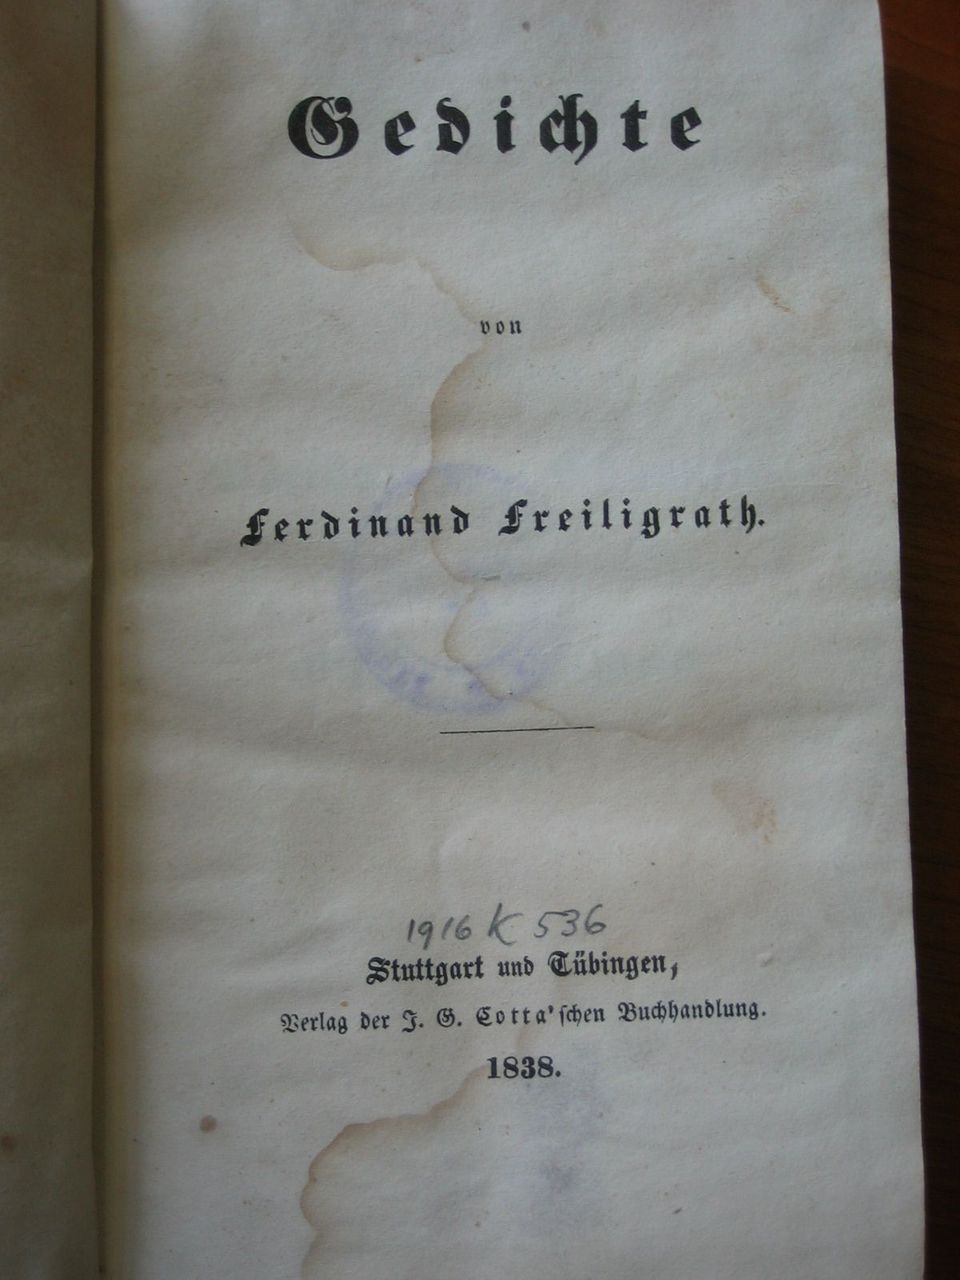 Gedichte
von
Ferdinand Freiligrath.
1916 K 536
Stuttgart und Tübingen,
Verlag der J. G. Cotta'schen Buchhandlung.
1838.